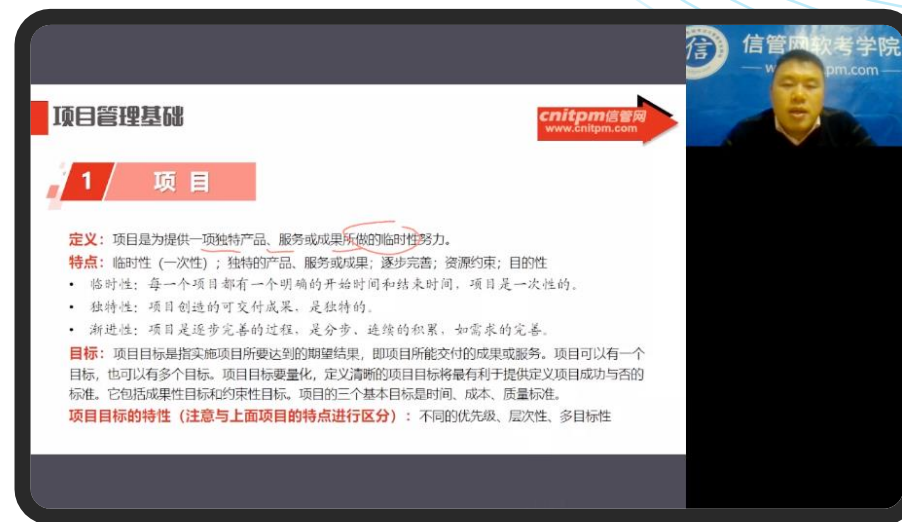 项目管理基础
cnitpm信管网
www.cnitpm.com
信
信管网软考学院
1 项目
定义：项目是为提供一项独特产品、服务或成果所做的临时性努力。
特点：临时性（一次性）；独特的产品、服务或成果；逐步完善；资源约束；目的性
• 临时性：每一个项目都有一个明确的开始时间和结束时间，项目是一次性的。
• 独特性：项目创造的可交付成果，是独特的。
• 渐进性：项目是逐步完善的过程，是分步、连续的积累，如需求的完善。
目标：项目目标是指实施项目所要达到的期望结果，即项目所能交付的成果或服务。项目可以有一个
目标，也可以有多个目标。项目目标要量化，定义清晰的项目目标将最有利于提供定义项目成功与否的
标准。它包括成果性目标和约束性目标。项目的三个基本目标是时间、成本、质量标准。
项目目标的特性（注意与上面项目的特点进行区分）：不同的优先级、层次性、多目标性